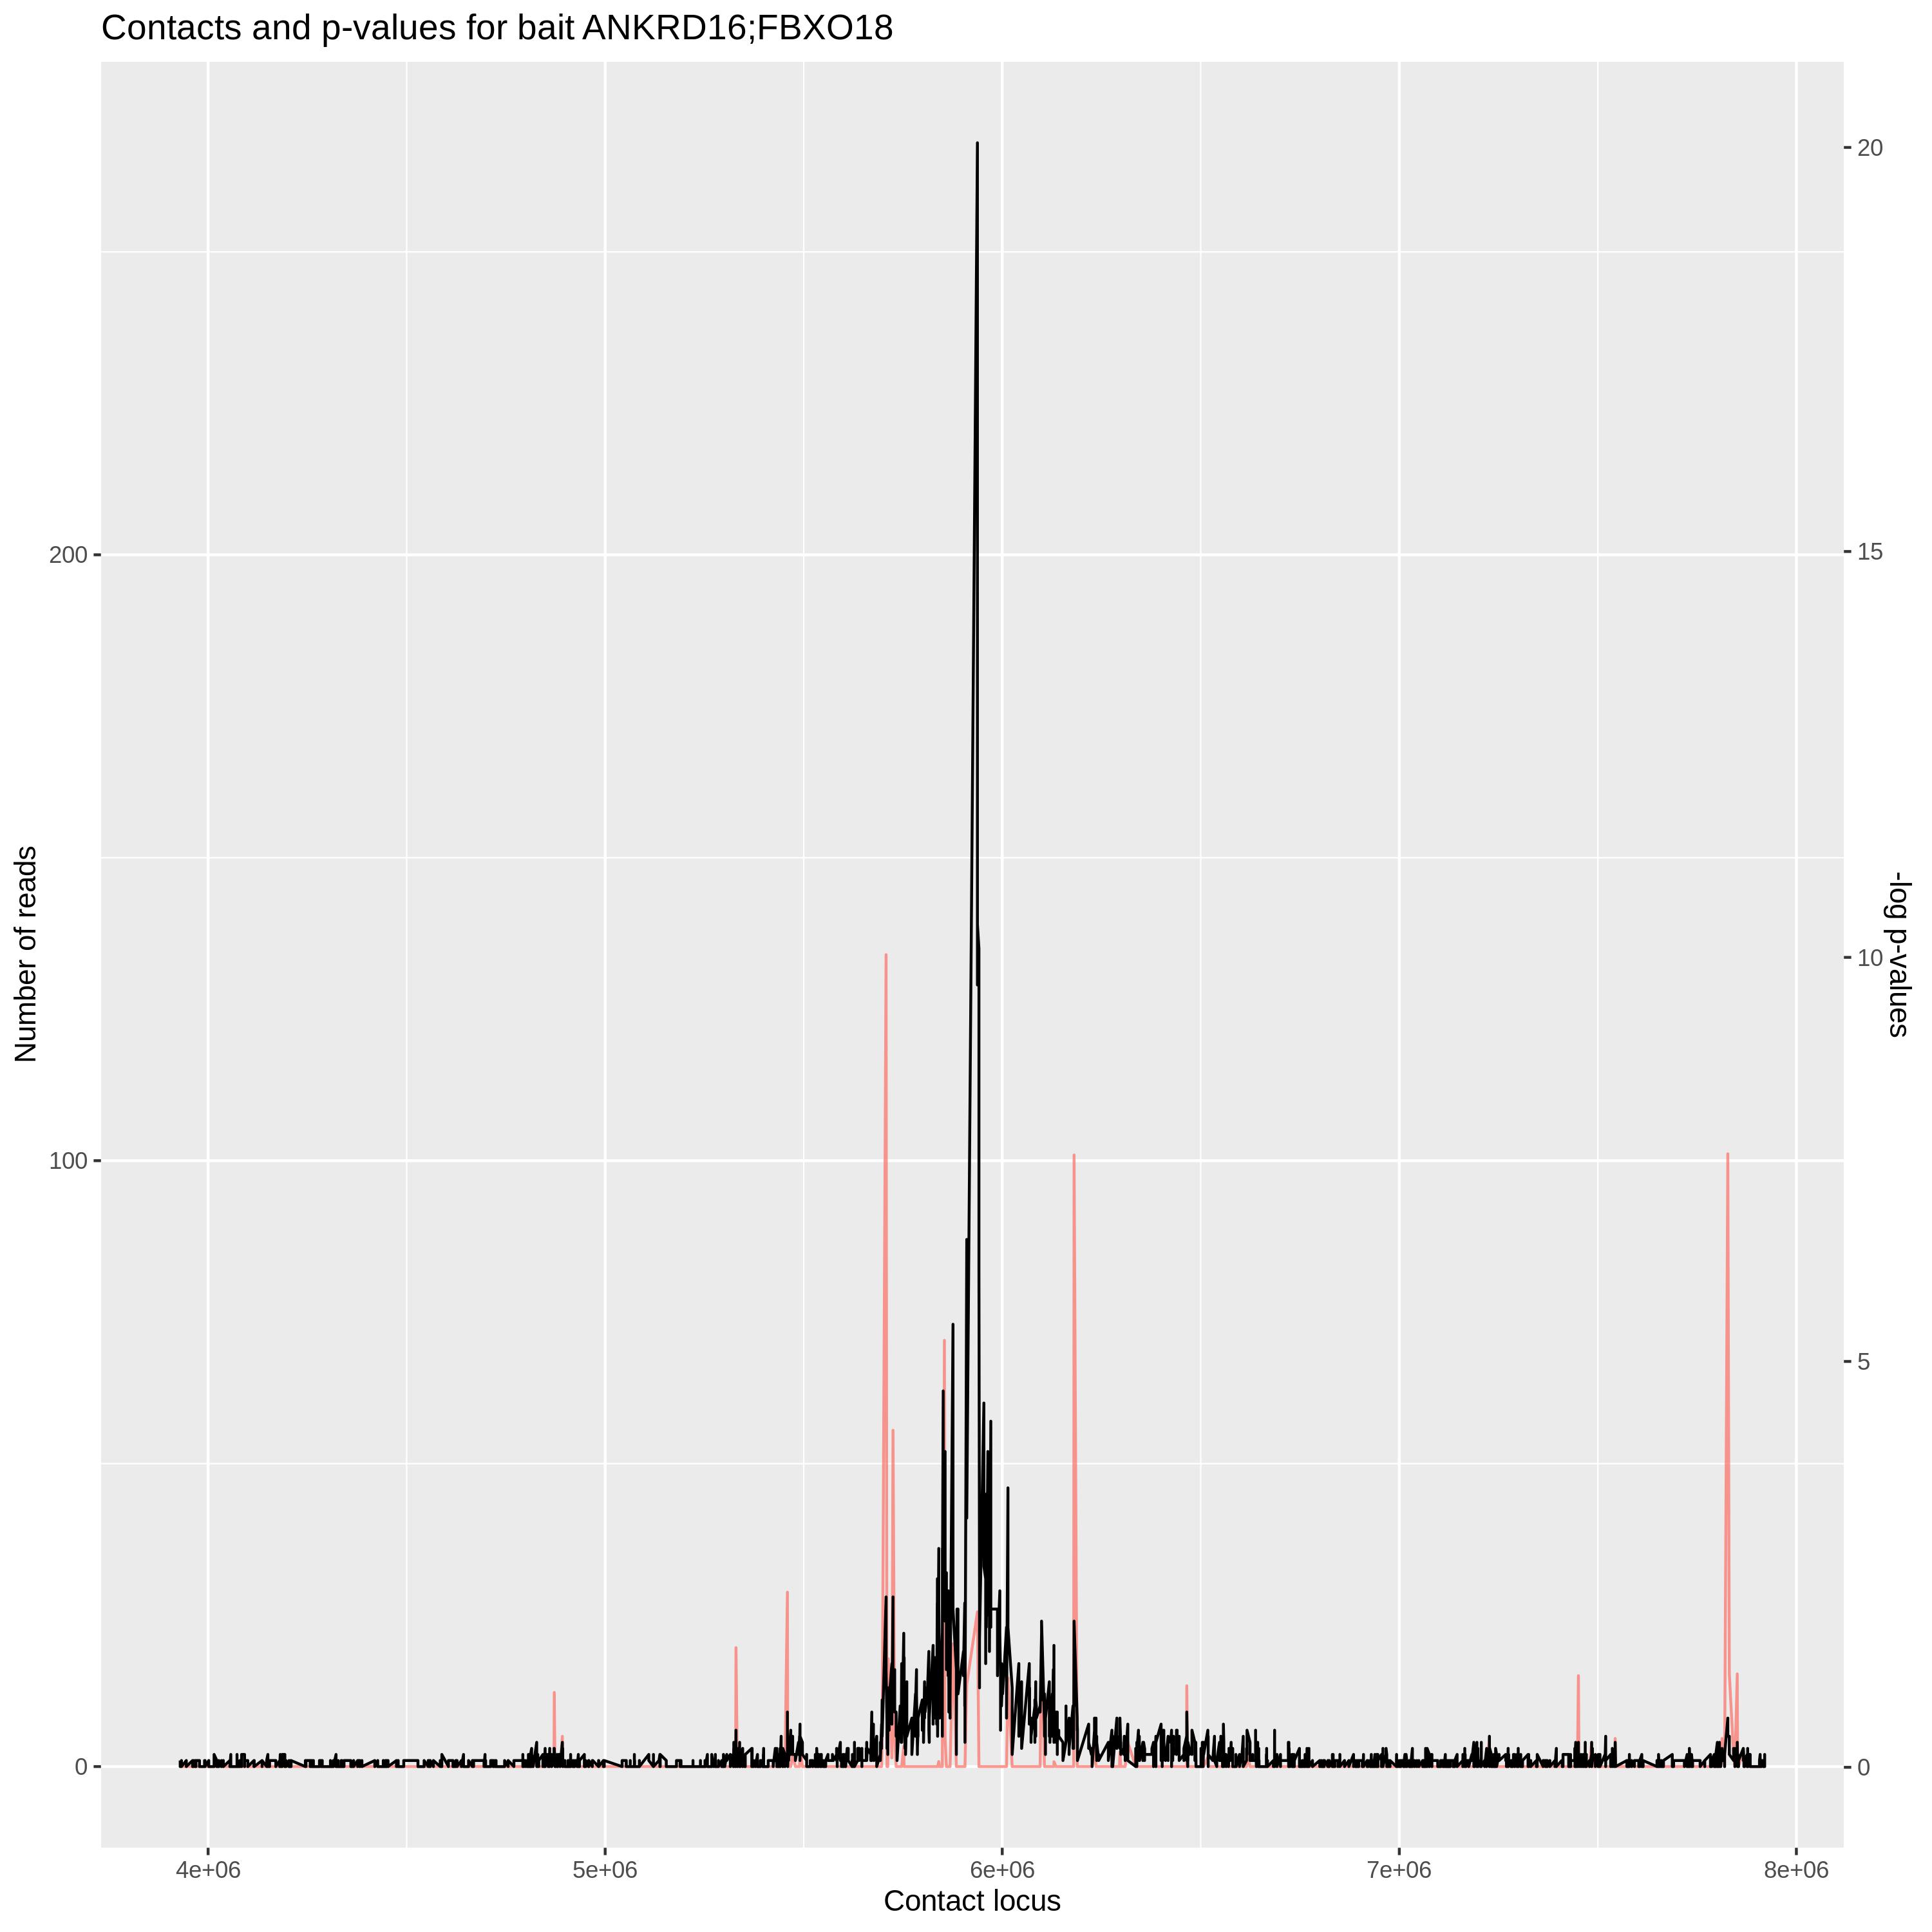 Contacts and p-values for bait ANKRD16;FBXO18
Number of reads
200
100
0
20
15
10
5
0
-log p-values
4e+06
5e+06
6e+06
7e+06
8e+06
Contact locus